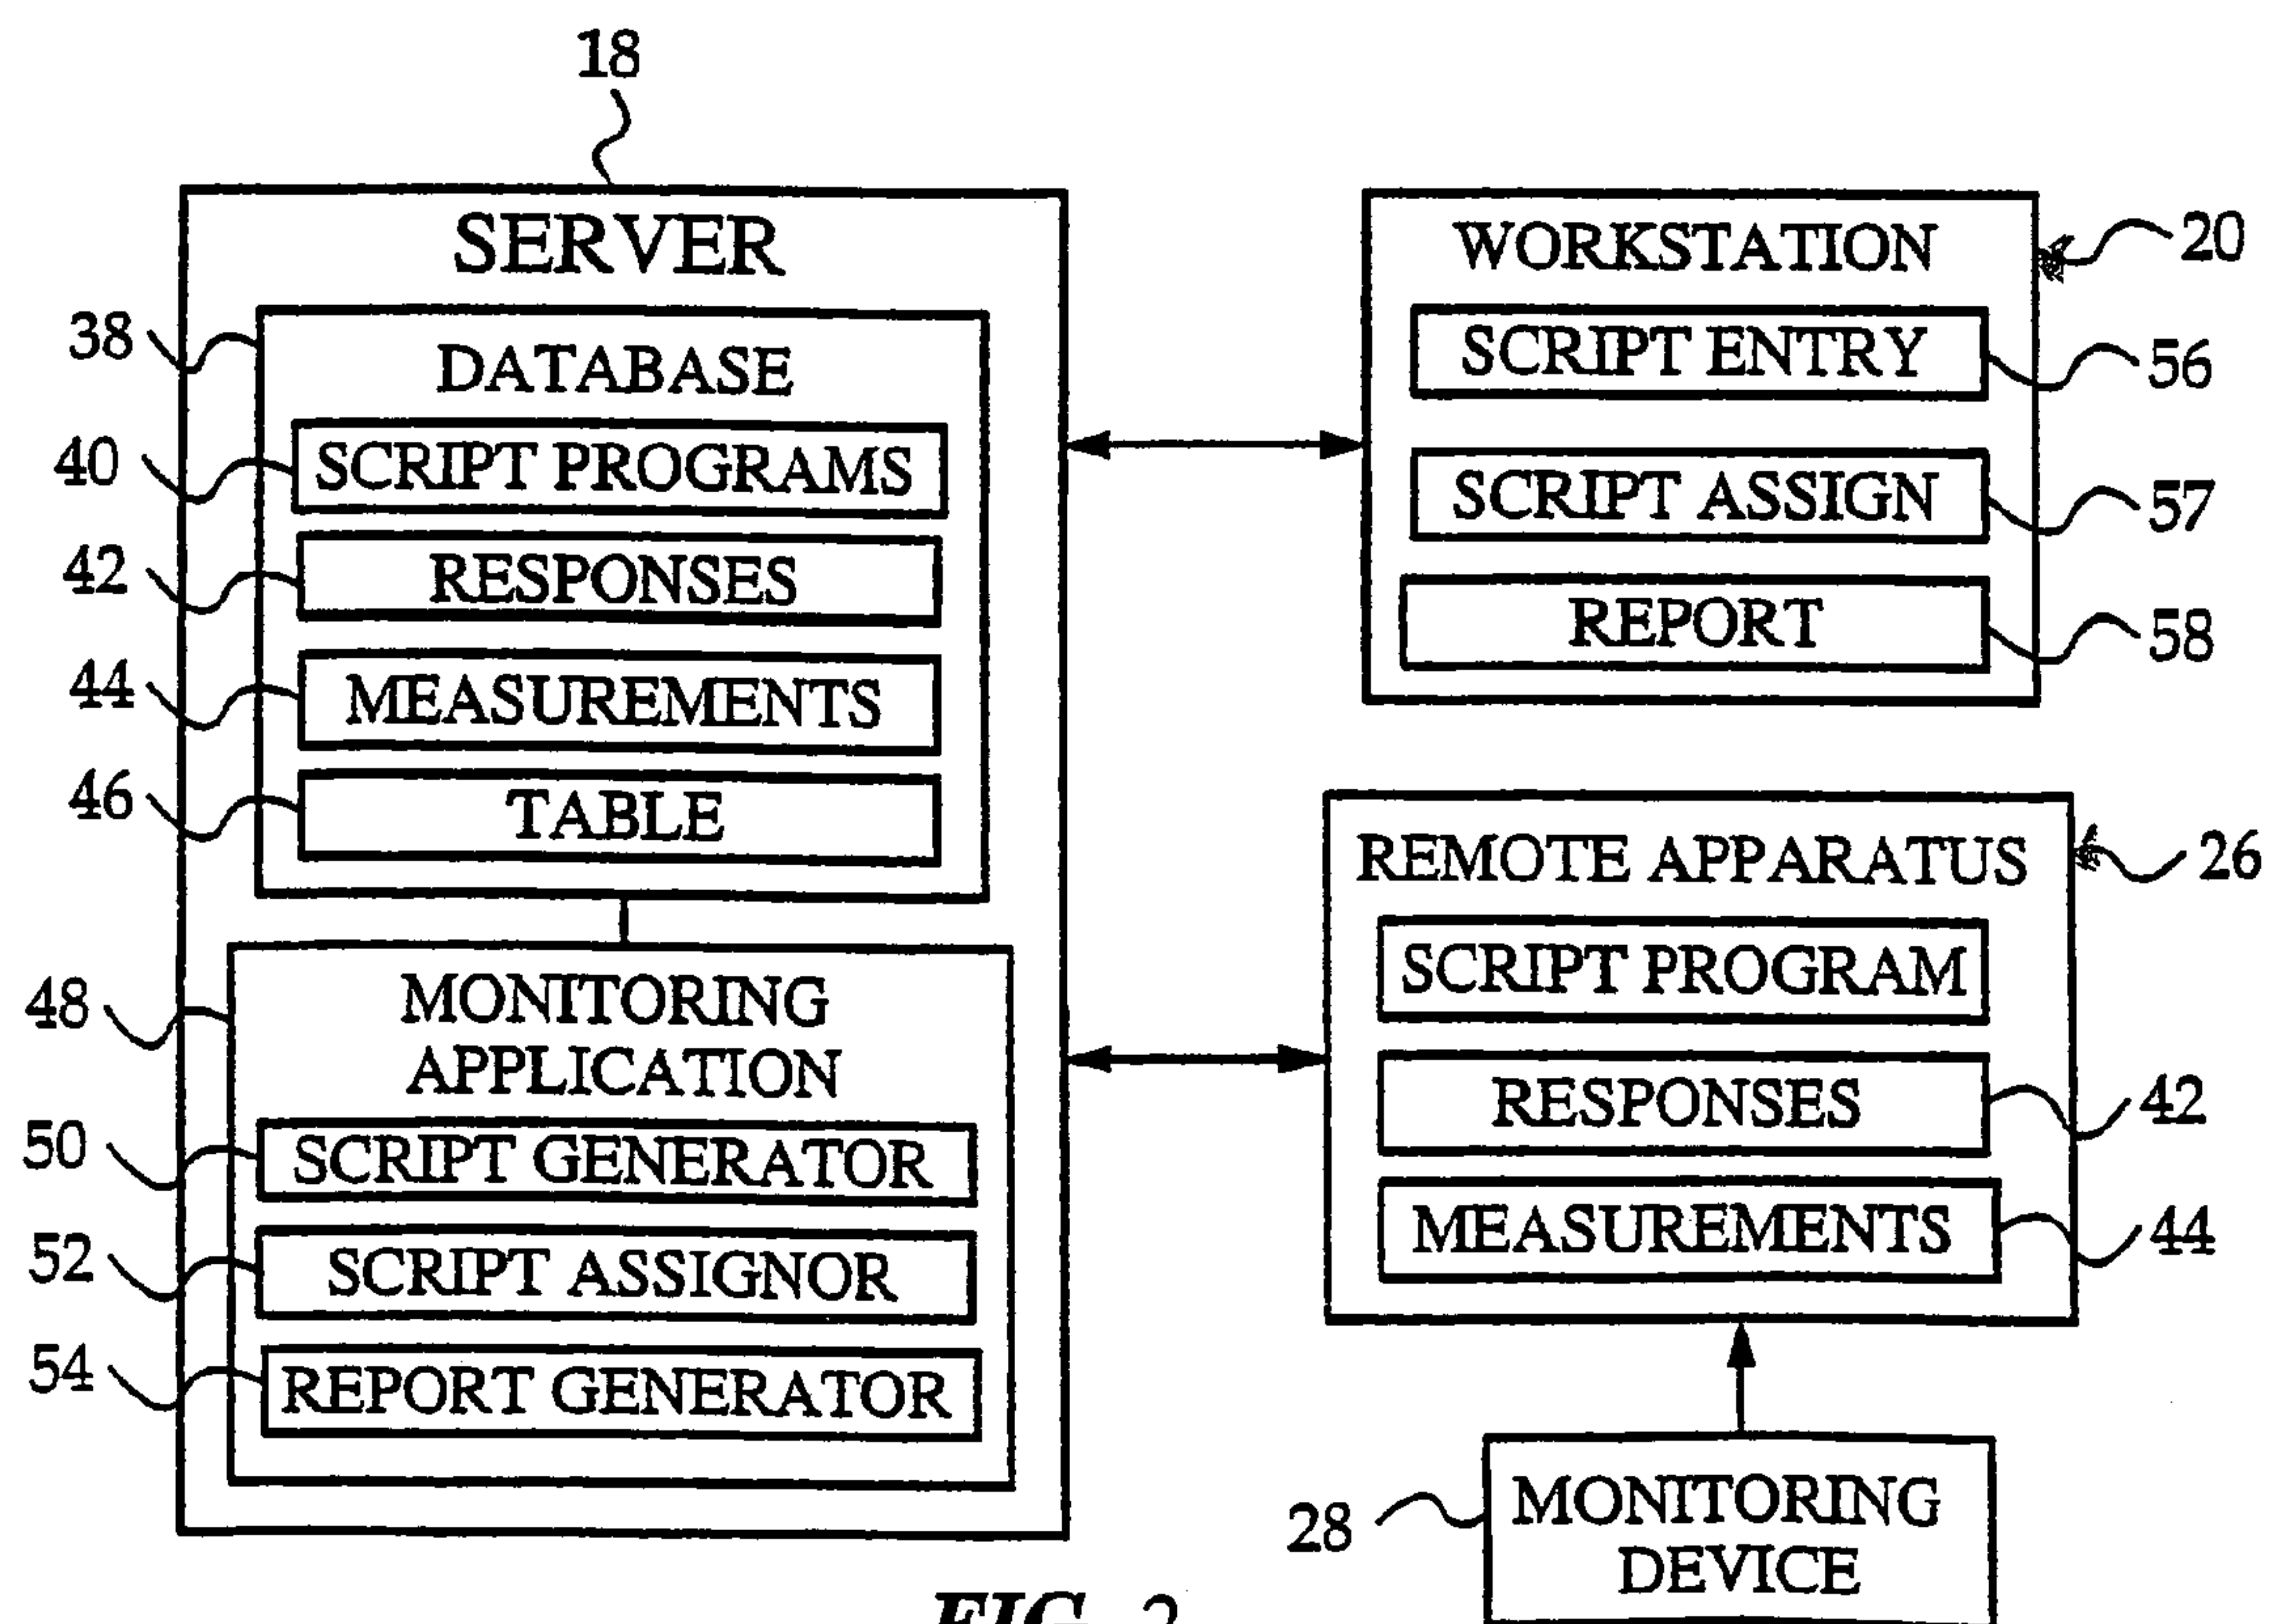 18
SERVER
38
DATABASE
40
SCRIPT PROGRAMS
42
RESPONSES
44
MEASUREMENTS
46
TABLE
48
MONITORING
APPLICATION
50
SCRIPT GENERATOR
52
SCRIPT ASSIGNOR
54
REPORT GENERATOR
WORKSTATION
20
SCRIPT ENTRY
56
SCRIPT ASSIGN
57
REPORT
58
REMOTE APPARATUS
26
SCRIPT PROGRAM
RESPONSES
42
MEASUREMENTS
44
28
MONITORING
DEVICE
FIG. 2